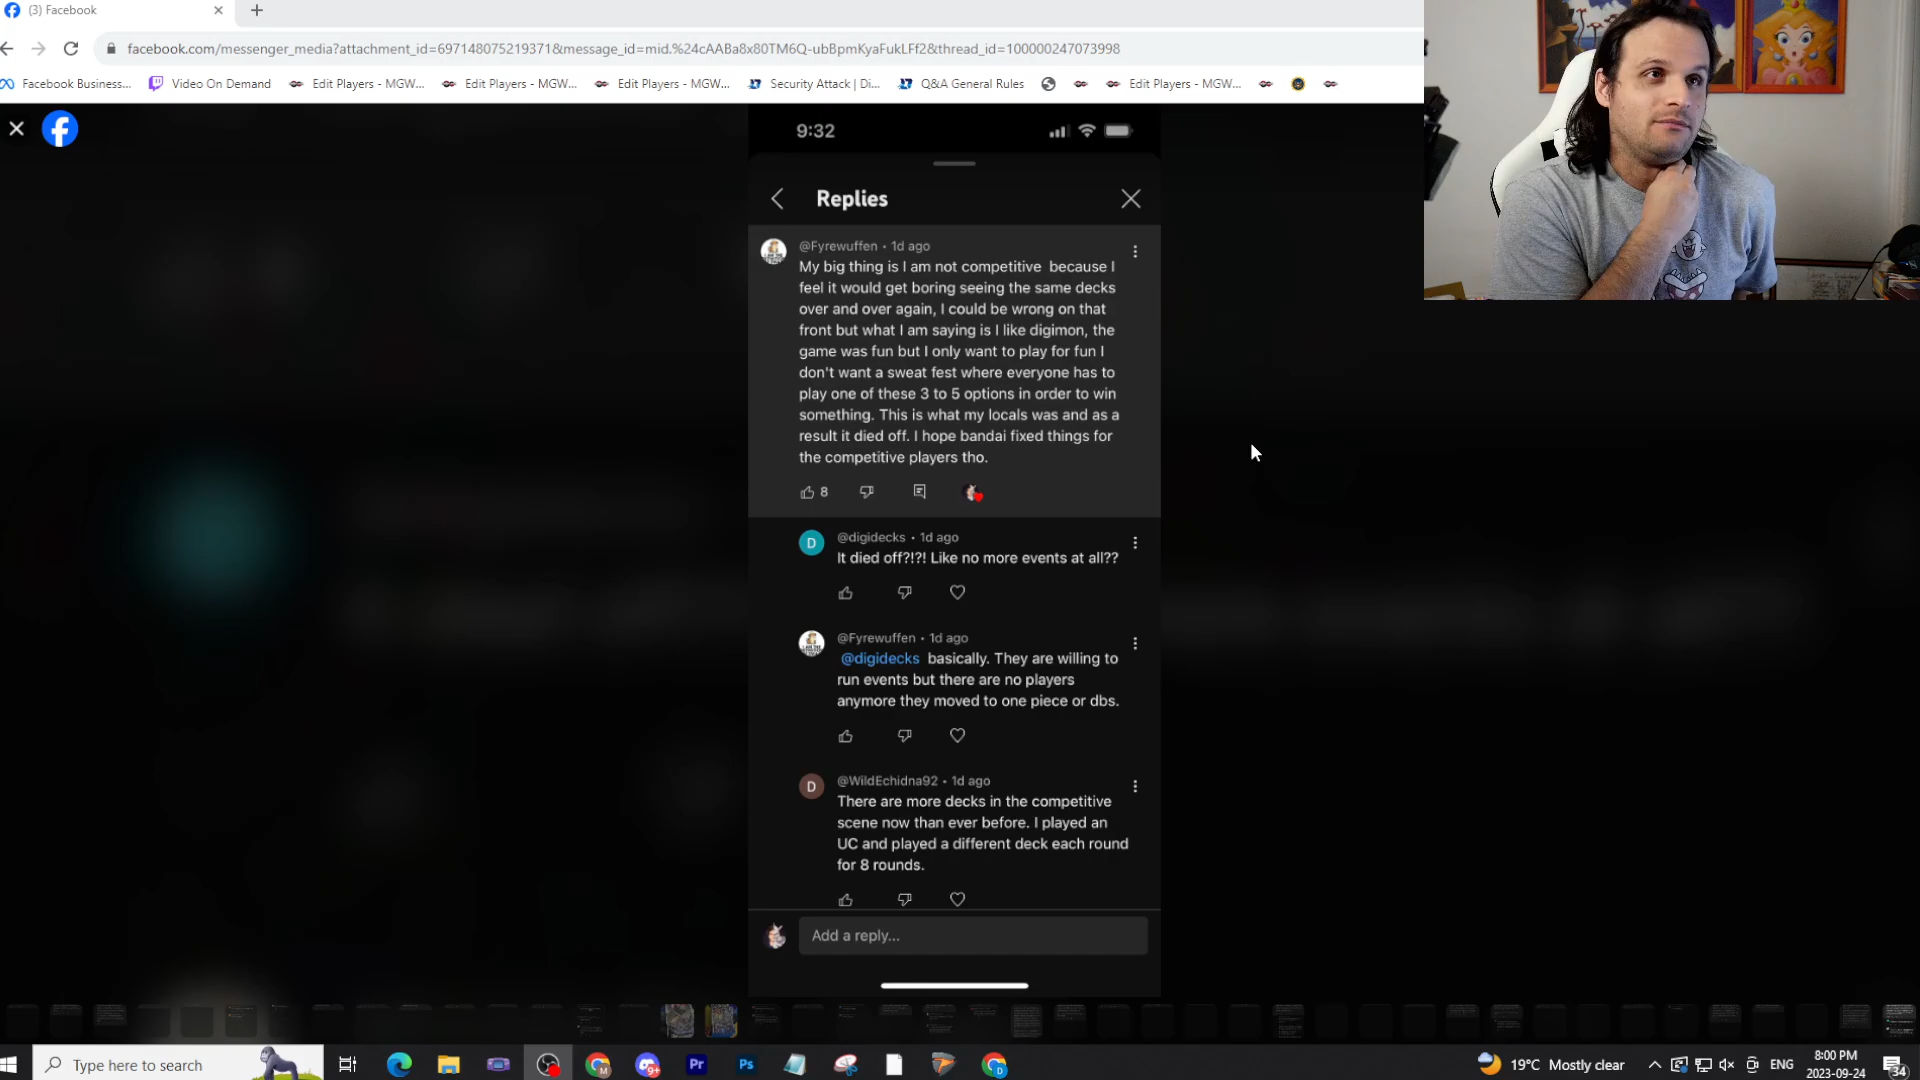 (3) Facebook
facebook.com/messenger_media?attachment_id=697148075219371&message_id=mid.%24cAABa8x80TM6Q-ubBpmKyaFukLFf2&thread_id=100000247073998
Facebook Business... Video On Demand Edit Players - MGW... Edit Players - MGW... Edit Players - MGW... Security Attack | Di... Q&A General Rules Edit Players - MGW...
9:32
Replies
@Fyrewuffen • 1d ago
My big thing is I am not competitive because I
feel it would get boring seeing the same decks
over and over again, I could be wrong on that
front but what I am saying is I like digimon, the
game was fun but I only want to play for fun I
don't want a sweat fest where everyone has to
play one of these 3 to 5 options in order to win
something. This is what my locals was and as a
result it died off. I hope bandai fixed things for
the competitive players tho.
8
D
@digidecks • 1d ago
It died off?!?! Like no more events at all??
@Fyrewuffen • 1d ago
@digidecks basically. They are willing to
run events but there are no players
anymore they moved to one piece or dbs.
D
@WildEchidna92 • 1d ago
There are more decks in the competitive
scene now than ever before. I played an
UC and played a different deck each round
for 8 rounds.
Add a reply...
Type here to search
Pr
Ps
19°C Mostly clear
ENG
8:00 PM
2023-09-24
34